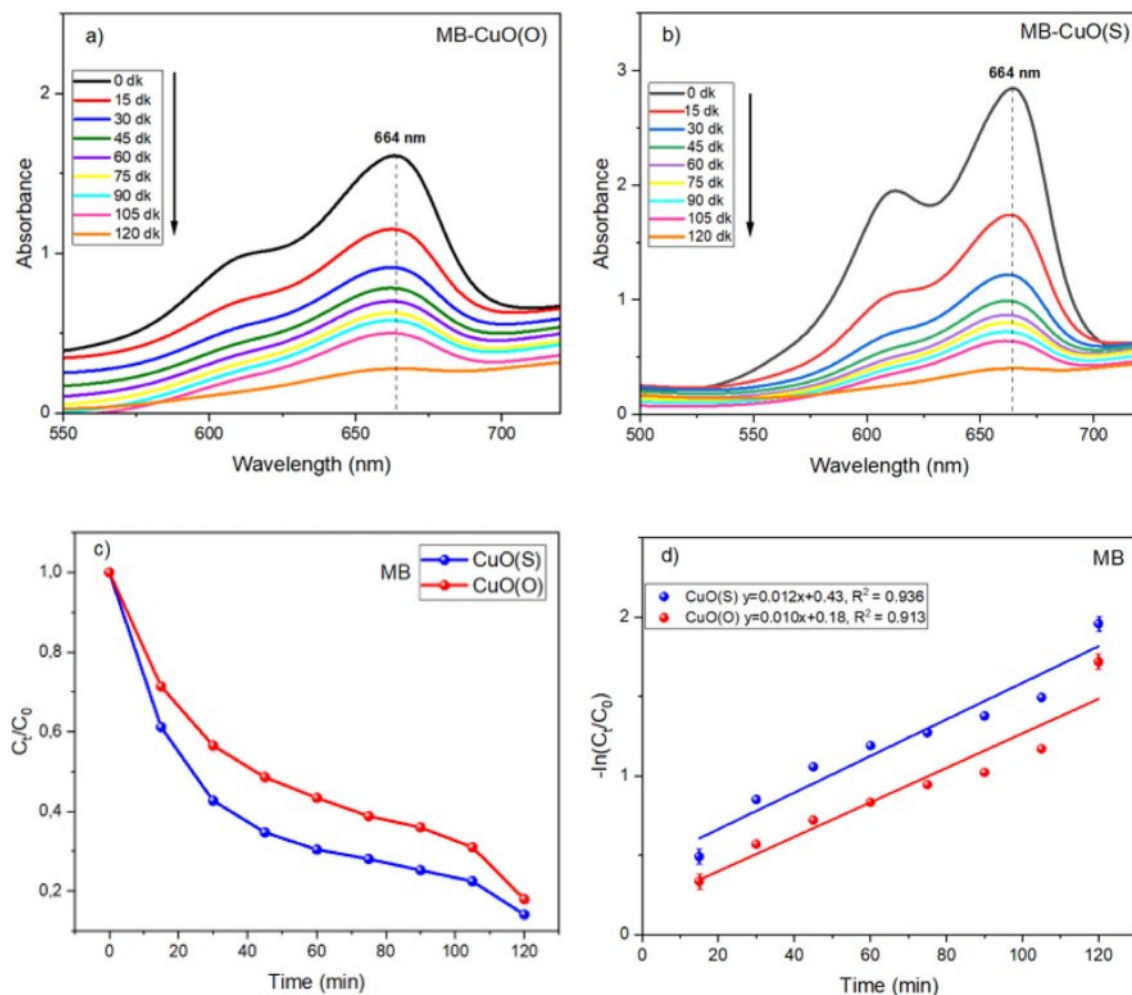 a)
MB-CuO(O)
0 dk
15 dk
30 dk
45 dk
60 dk
75 dk
90 dk
105 dk
120 dk
664 nm
Absorbance
2
1
0
550
600
650
700
Wavelength (nm)
b)
MB-CuO(S)
0 dk
15 dk
30 dk
45 dk
60 dk
75 dk
90 dk
105 dk
120 dk
664 nm
Absorbance
3
2
1
0
500
550
600
650
700
Wavelength (nm)
c)
MB
CuO(S)
CuO(O)
Cₜ/C₀
1,0
0,8
0,6
0,4
0,2
0
20
40
60
80
100
120
Time (min)
d)
MB
CuO(S) y=0.012x+0.43, R² = 0.936
CuO(O) y=0.010x+0.18, R² = 0.913
-ln(Cₜ/C₀)
2
1
0
0
20
40
60
80
100
120
Time (min)